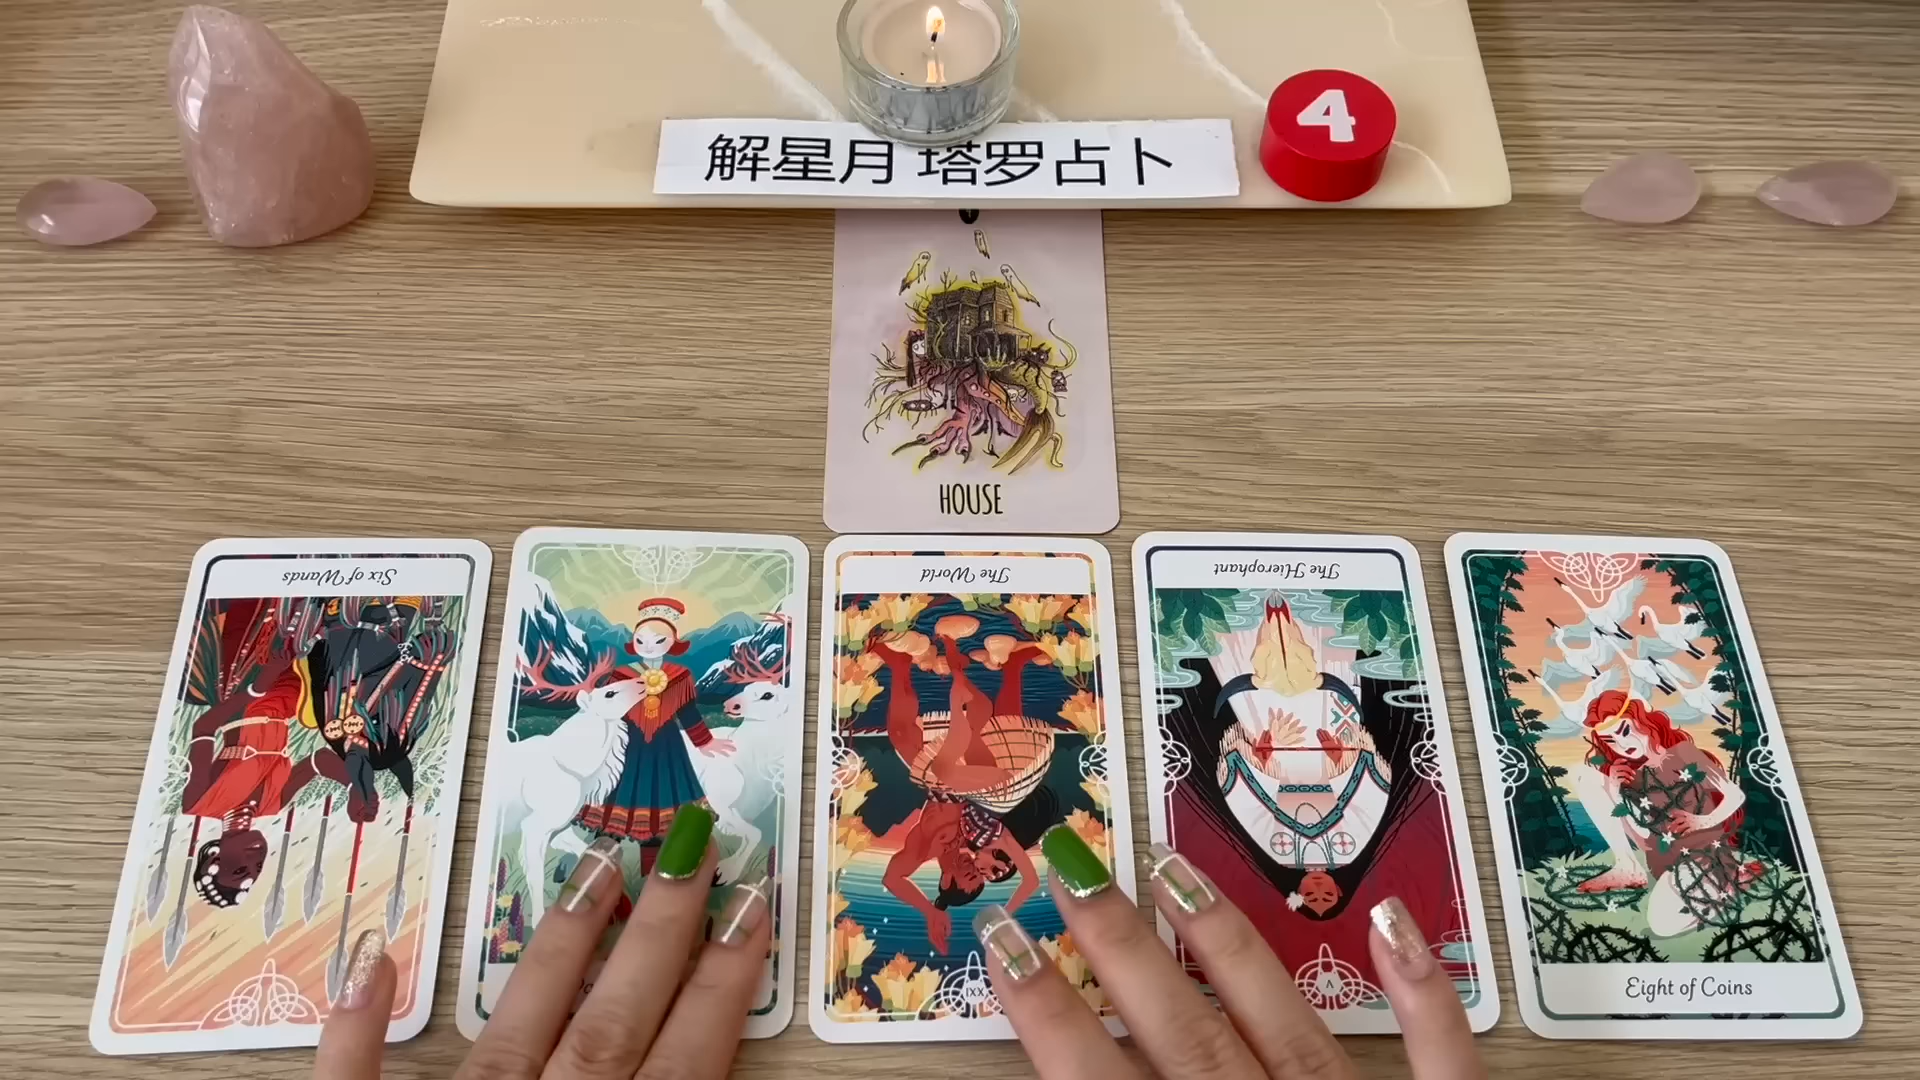 4
解星月 塔罗占卜
HOUSE
Six of Wands
The World
The Hierophant
XXI
V
Eight of Coins